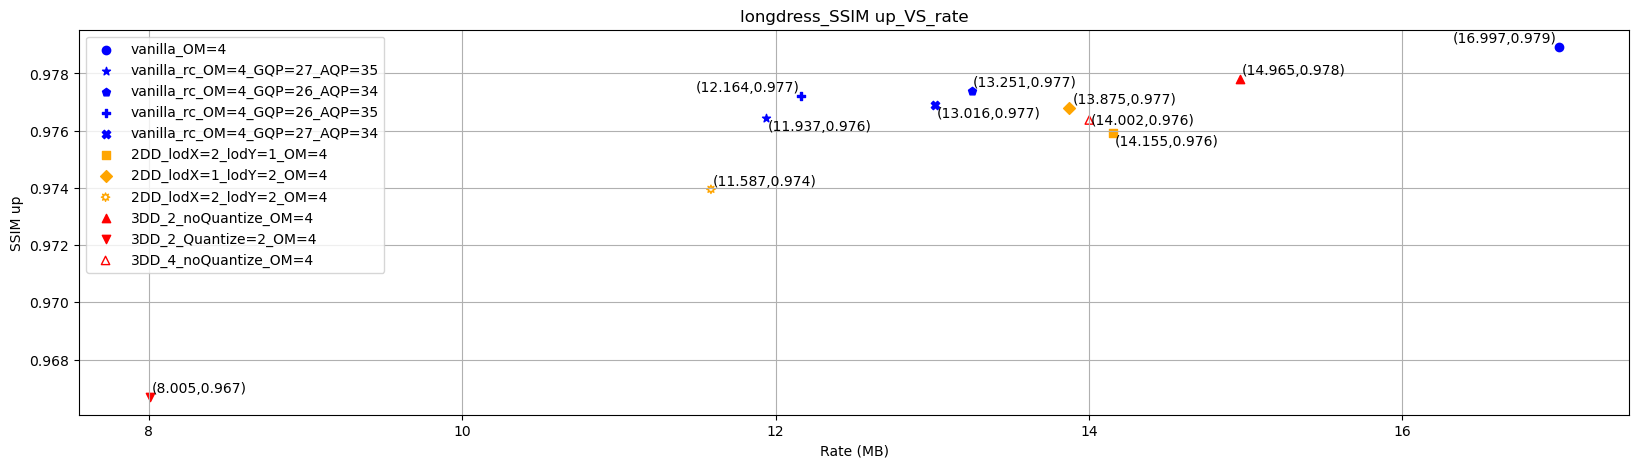 longdress_SSIM up_VS_rate
vanilla_OM=4
vanilla_rc_OM=4_GQP=27_AQP=35
vanilla_rc_OM=4_GQP=26_AQP=34
vanilla_rc_OM=4_GQP=26_AQP=35
vanilla_rc_OM=4_GQP=27_AQP=34
2DD_lodX=2_lodY=1_OM=4
2DD_lodX=1_lodY=2_OM=4
2DD_lodX=2_lodY=2_OM=4
3DD_2_noQuantize_OM=4
3DD_2_Quantize=2_OM=4
3DD_4_noQuantize_OM=4
(16.997,0.979)
(14.965,0.978)
(12.164,0.977)
(13.251,0.977)
(13.875,0.977)
(13.016,0.977)
(14.002,0.976)
(11.937,0.976)
(14.155,0.976)
(11.587,0.974)
(8.005,0.967)
SSIM up
0.978
0.976
0.974
0.972
0.970
0.968
8
10
12
14
16
Rate (MB)